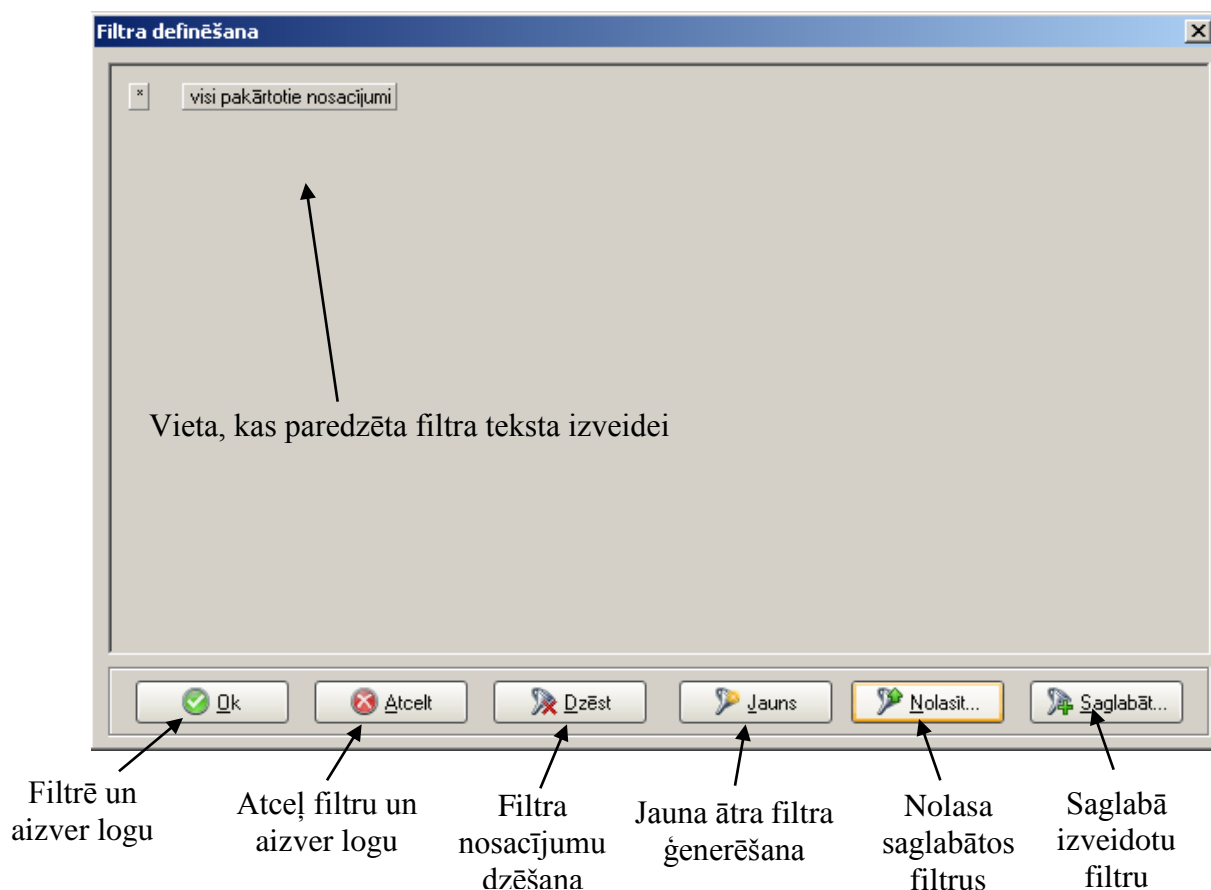 Filtra definēšana
* visi pakārtotie nosacījumi
Vieta, kas paredzēta filtra teksta izveidei
Ok Atcelt Dzēst Jauns Nolasīt... Saglabāt...
Filtrē un
aizver logu
Atceļ filtru un
aizver logu
Filtra
nosacījumu
dzēšana
Jauna ātra filtra
ģenerēšana
Nolasa
saglabātos
filtrus
Saglabā
izveidotu
filtru